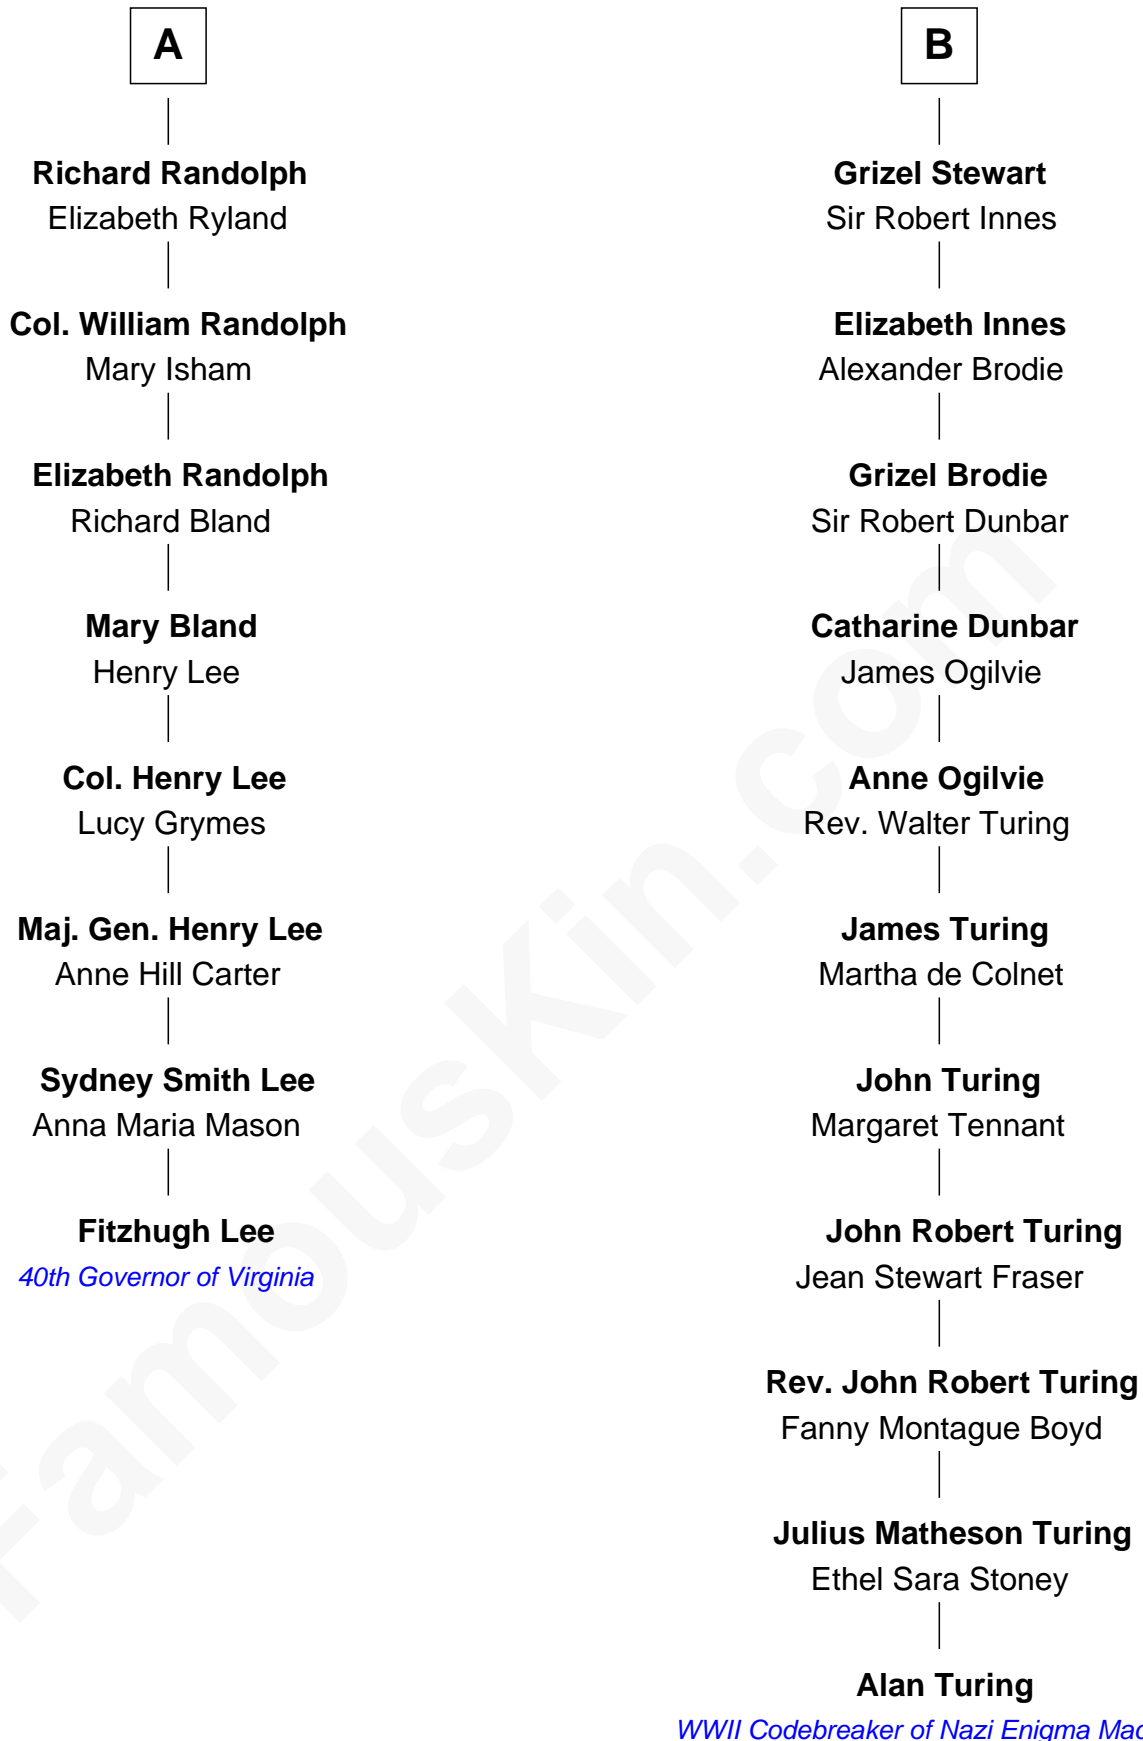 A
Richard Randolph
Elizabeth Ryland
Col. William Randolph
Mary Isham
Elizabeth Randolph
Richard Bland
Mary Bland
Henry Lee
Col. Henry Lee
Lucy Grymes
Maj. Gen. Henry Lee
Anne Hill Carter
Sydney Smith Lee
Anna Maria Mason
Fitzhugh Lee
40th Governor of Virginia
B
Grizel Stewart
Sir Robert Innes
Elizabeth Innes
Alexander Brodie
Grizel Brodie
Sir Robert Dunbar
Catharine Dunbar
James Ogilvie
Anne Ogilvie
Rev. Walter Turing
James Turing
Martha de Colnet
John Turing
Margaret Tennant
John Robert Turing
Jean Stewart Fraser
Rev. John Robert Turing
Fanny Montague Boyd
Julius Matheson Turing
Ethel Sara Stoney
Alan Turing
WWII Codebreaker of Nazi Enigma
FamousKin.com